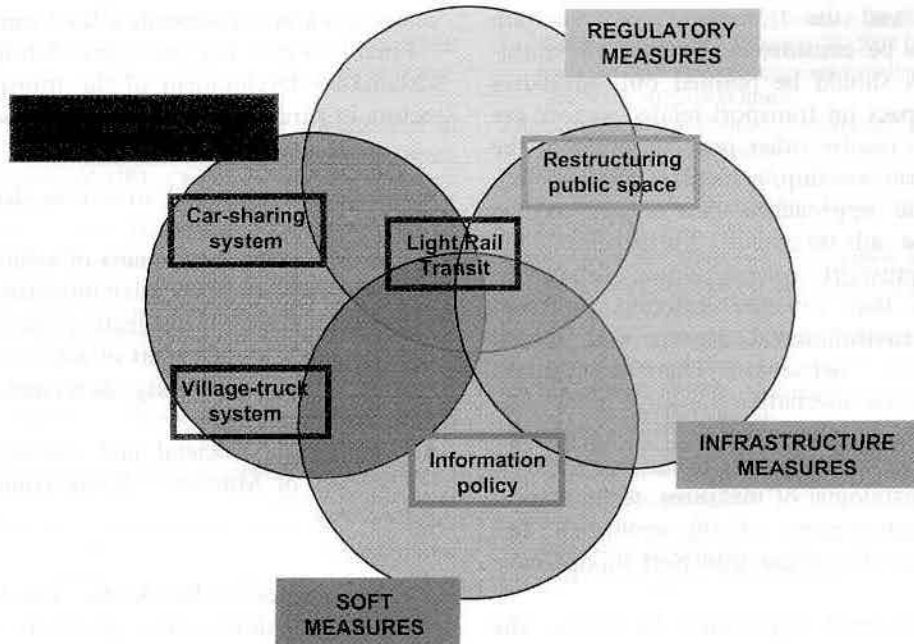 REGULATORY
MEASURES
Restructuring
public space
Car-sharing
system
Light Rail
Transit
Village-truck
system
Information
policy
INFRASTRUCTURE
MEASURES
SOFT
MEASURES